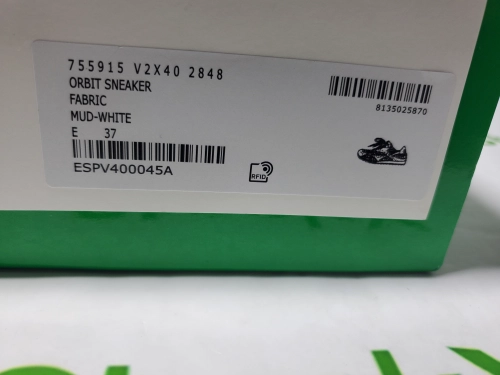 755915 V2X40 2848
ORBIT SNEAKER
FABRIC
MUD-WHITE
E 37
ESPV400045A
8135025870
RFID